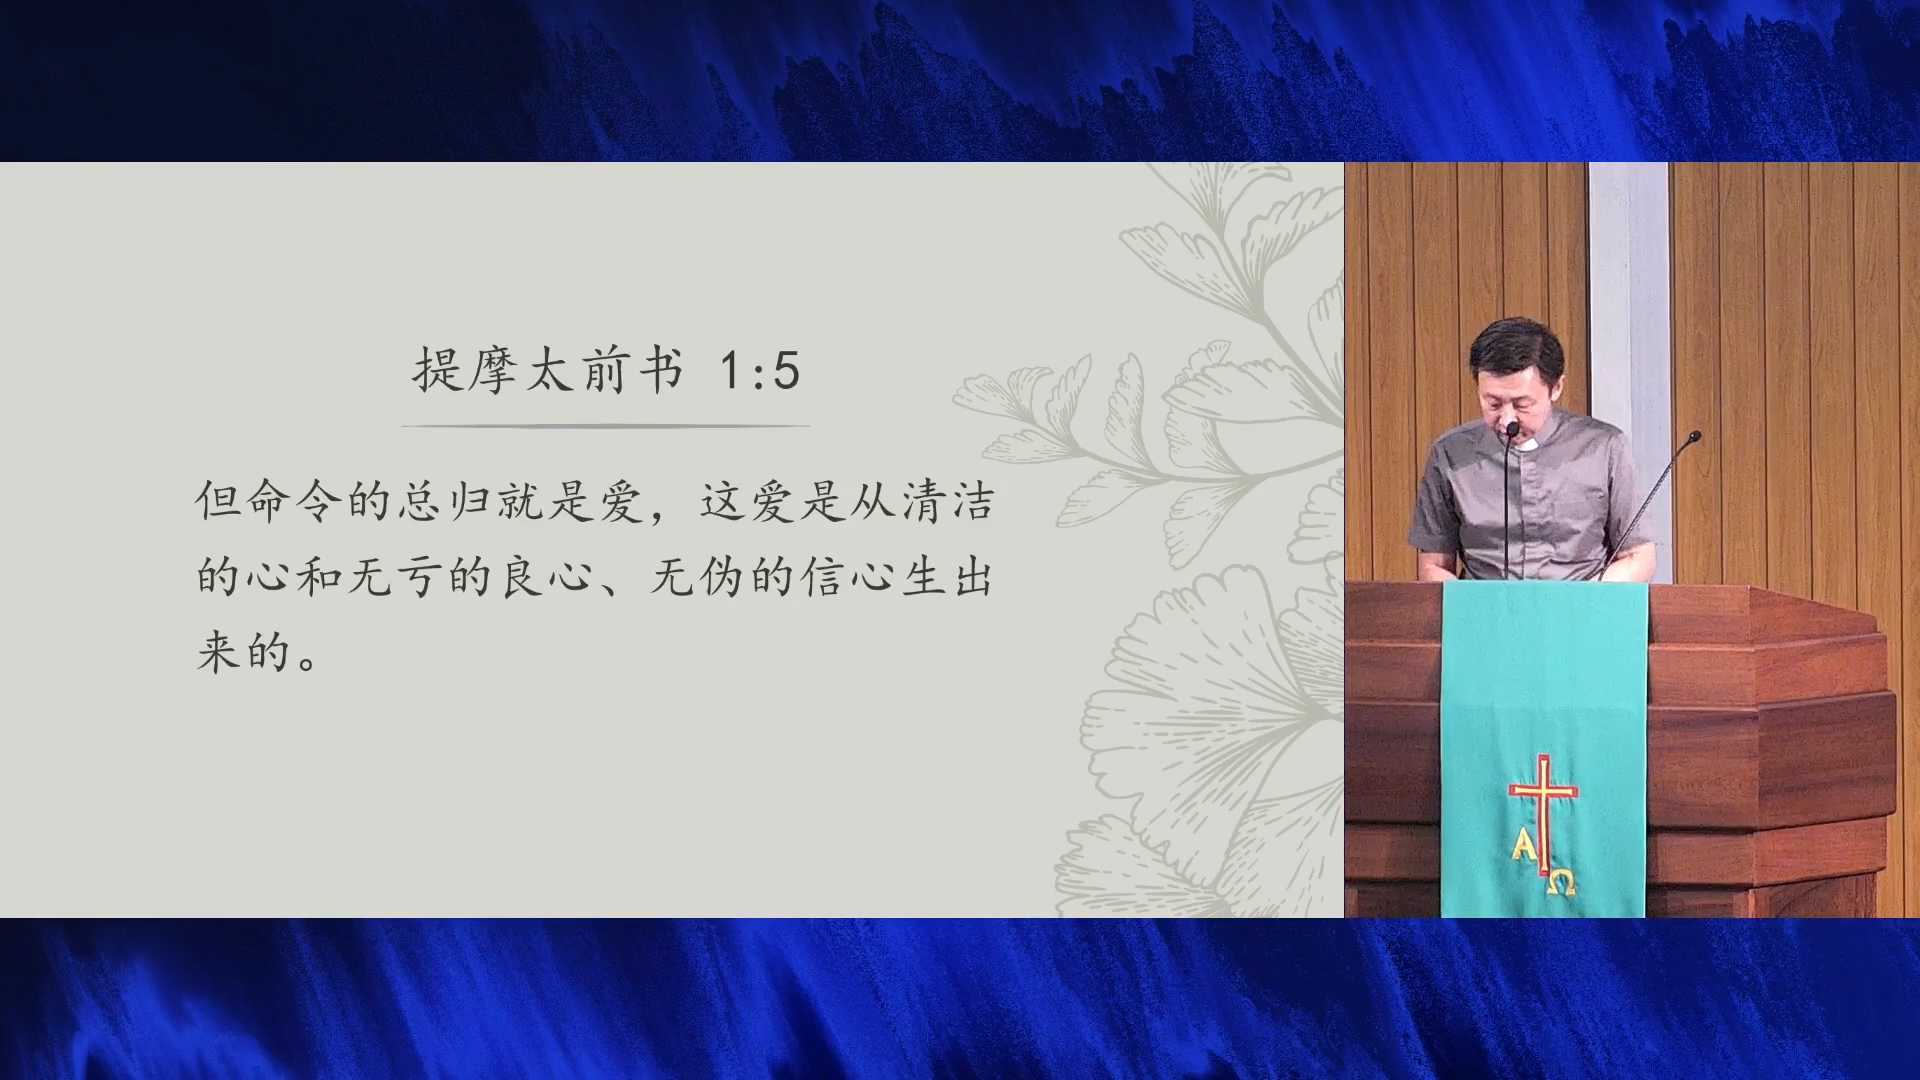 提摩太前书 1:5
但命令的总归就是爱，这爱是从清洁
的心和无亏的良心、无伪的信心生出
来的。
Α
Ω